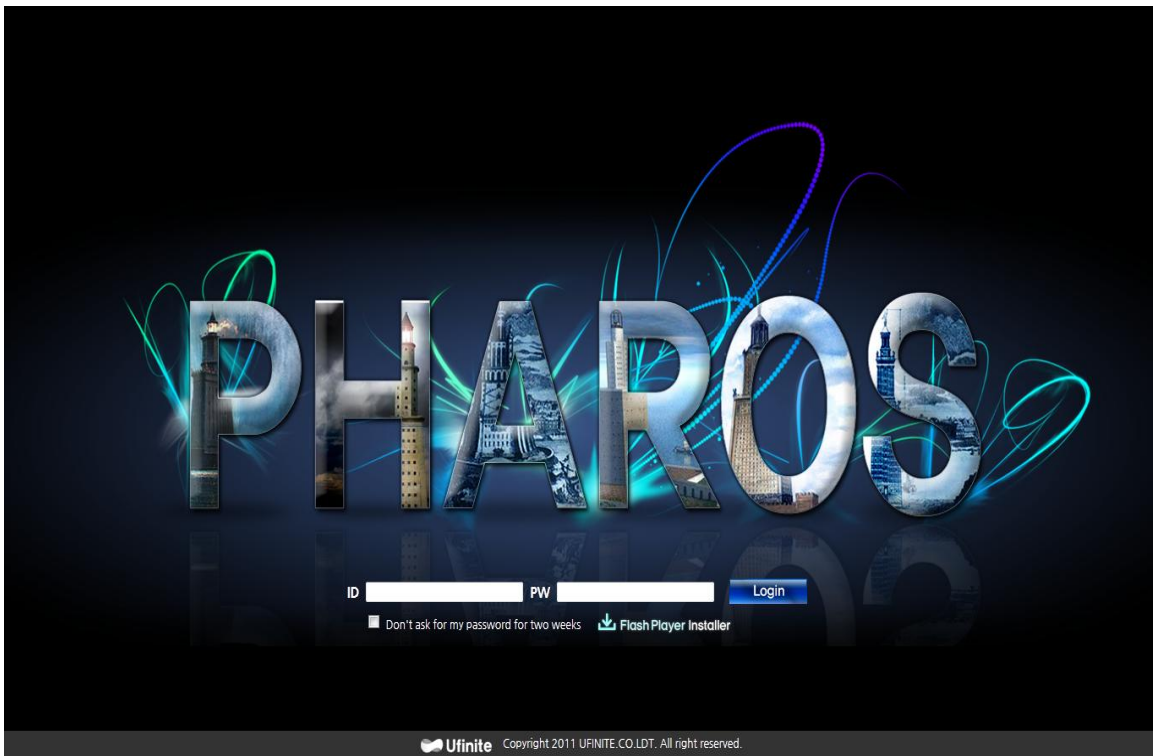 PHAROS
ID PW Login
Don't ask for my password for two weeks Flash Player Installer
Ufinite Copyright 2011 UFINITE.CO.LDT. All right reserved.